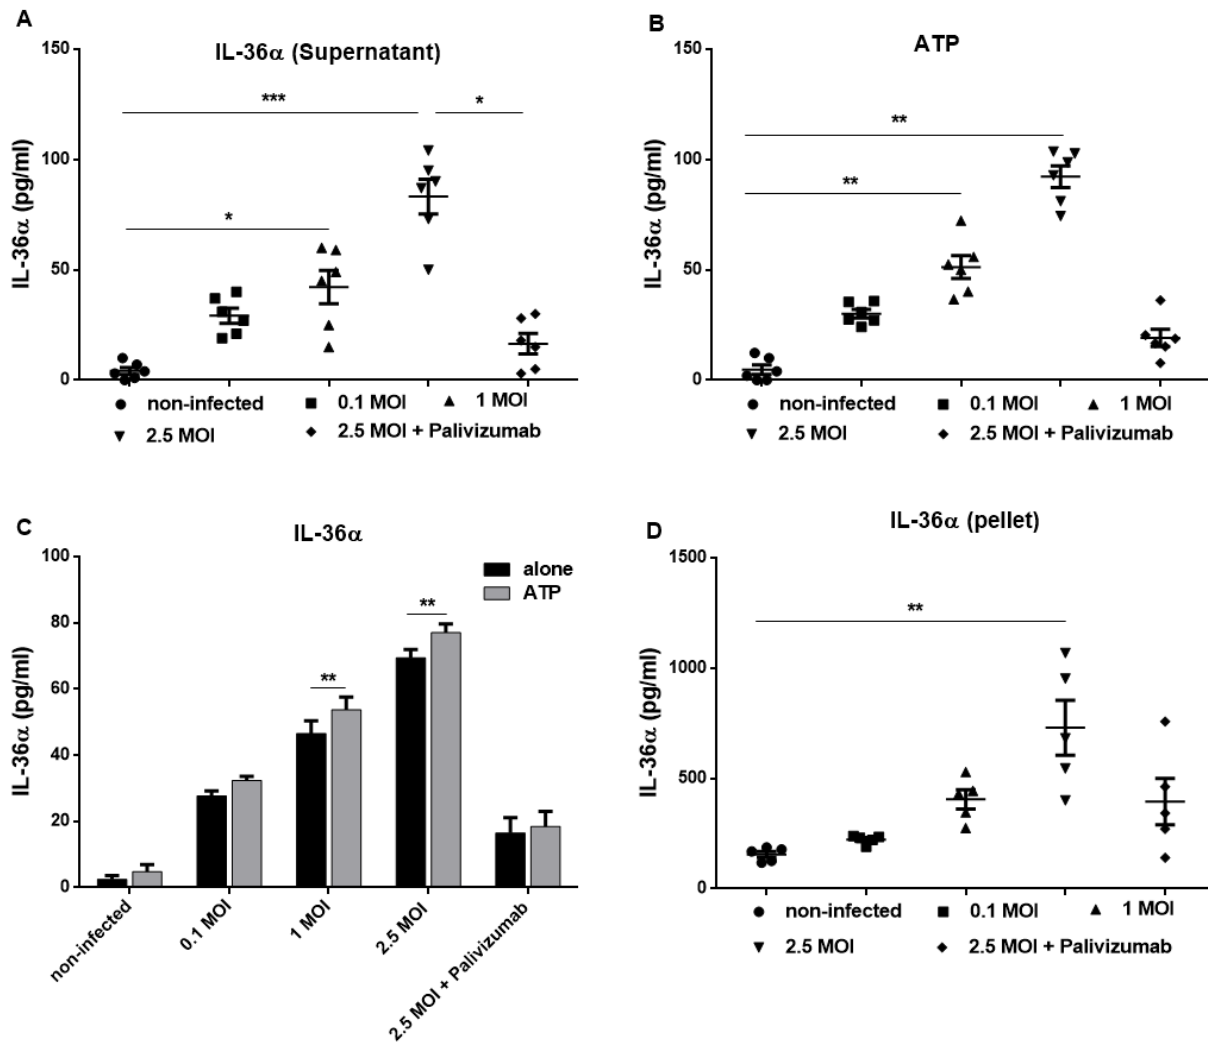 A
IL-36α (Supernatant)
150
100
50
0
IL-36α (pg/ml)
***
*
*
non-infected
0.1 MOI
1 MOI
2.5 MOI
2.5 MOI + Palivizumab
B
ATP
150
100
50
0
IL-36α (pg/ml)
**
**
non-infected
0.1 MOI
1 MOI
2.5 MOI
2.5 MOI + Palivizumab
C
IL-36α
100
80
60
40
20
0
IL-36α (pg/ml)
alone
ATP
**
**
non-infected
0.1 MOI
1 MOI
2.5 MOI
2.5 MOI + Palivizumab
D
IL-36α (pellet)
1500
1000
500
0
IL-36α (pg/ml)
**
non-infected
0.1 MOI
1 MOI
2.5 MOI
2.5 MOI + Palivizumab